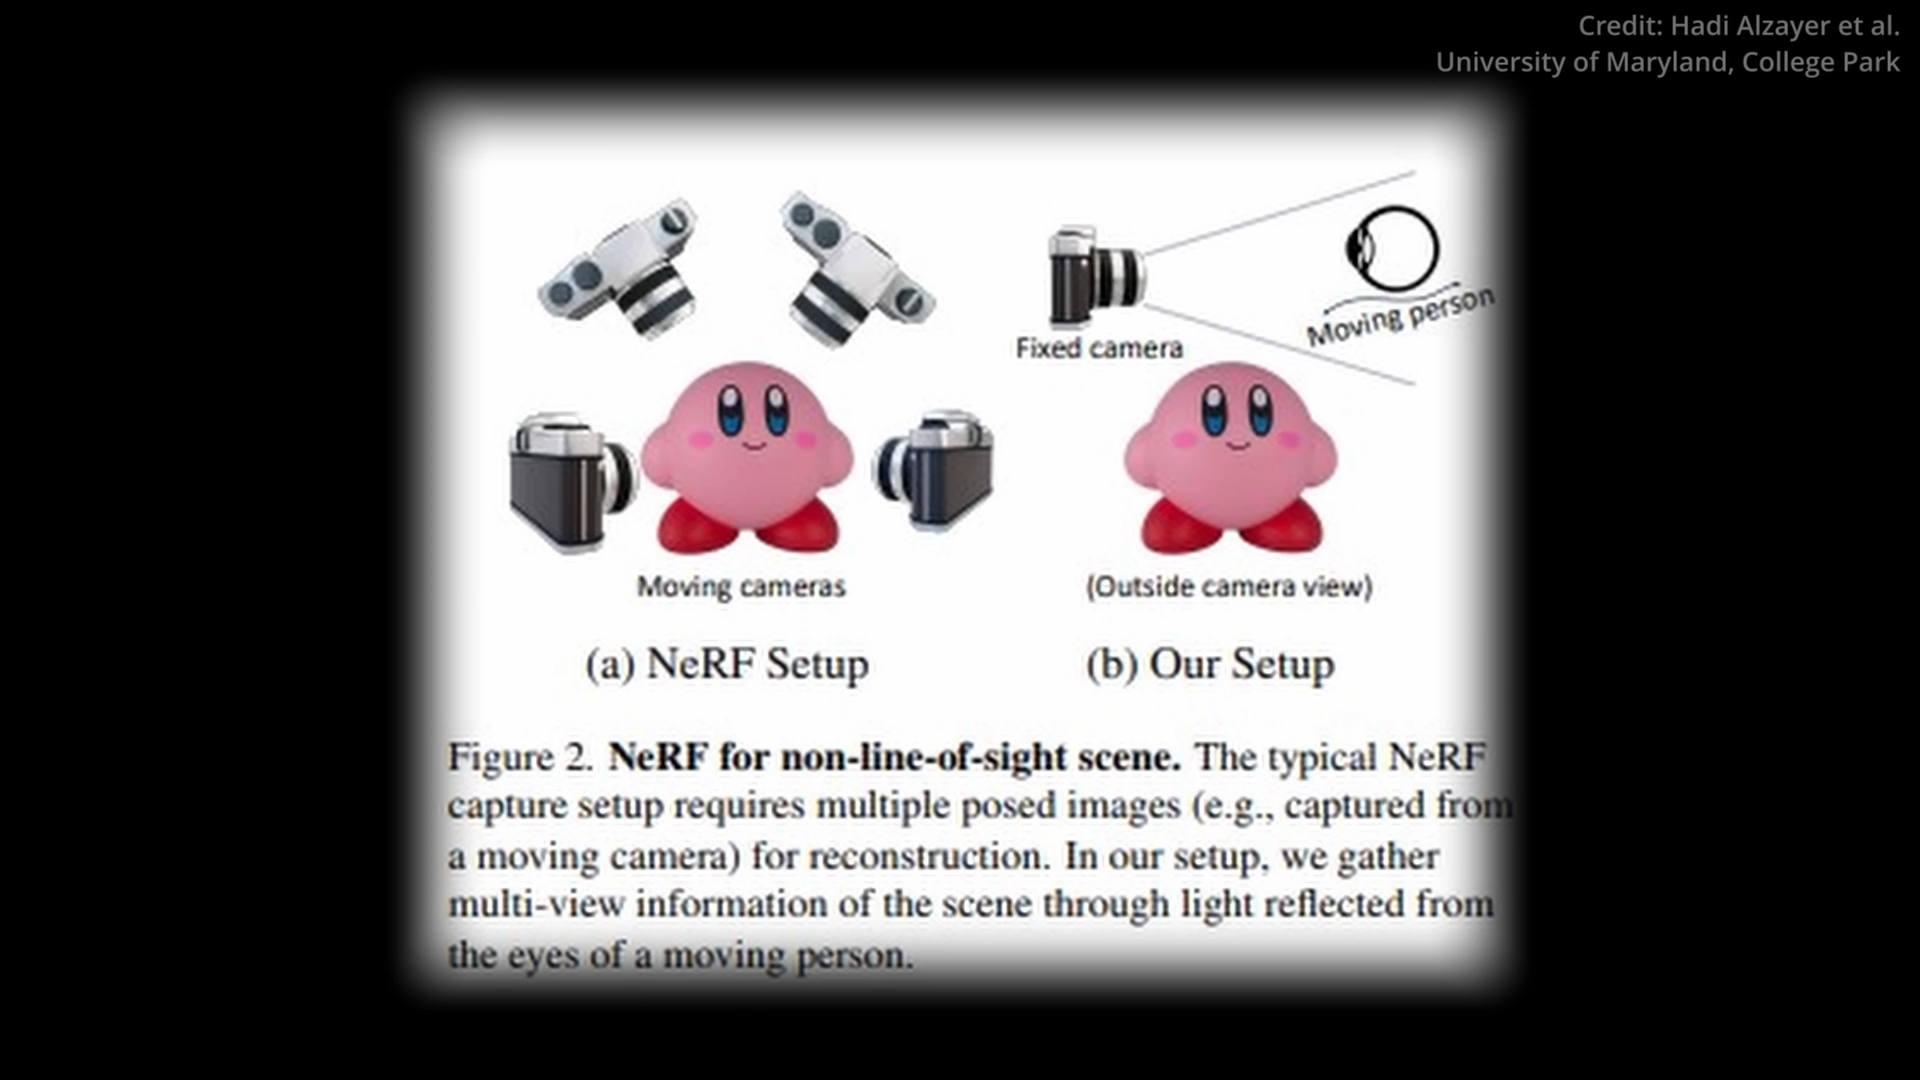 Credit: Hadi Alzayer et al.
University of Maryland, College Park
Fixed camera
Moving person
Moving cameras
(Outside camera view)
(a) NeRF Setup
(b) Our Setup
Figure 2. NeRF for non-line-of-sight scene. The typical NeRF
capture setup requires multiple posed images (e.g., captured from
a moving camera) for reconstruction. In our setup, we gather
multi-view information of the scene through light reflected from
the eyes of a moving person.